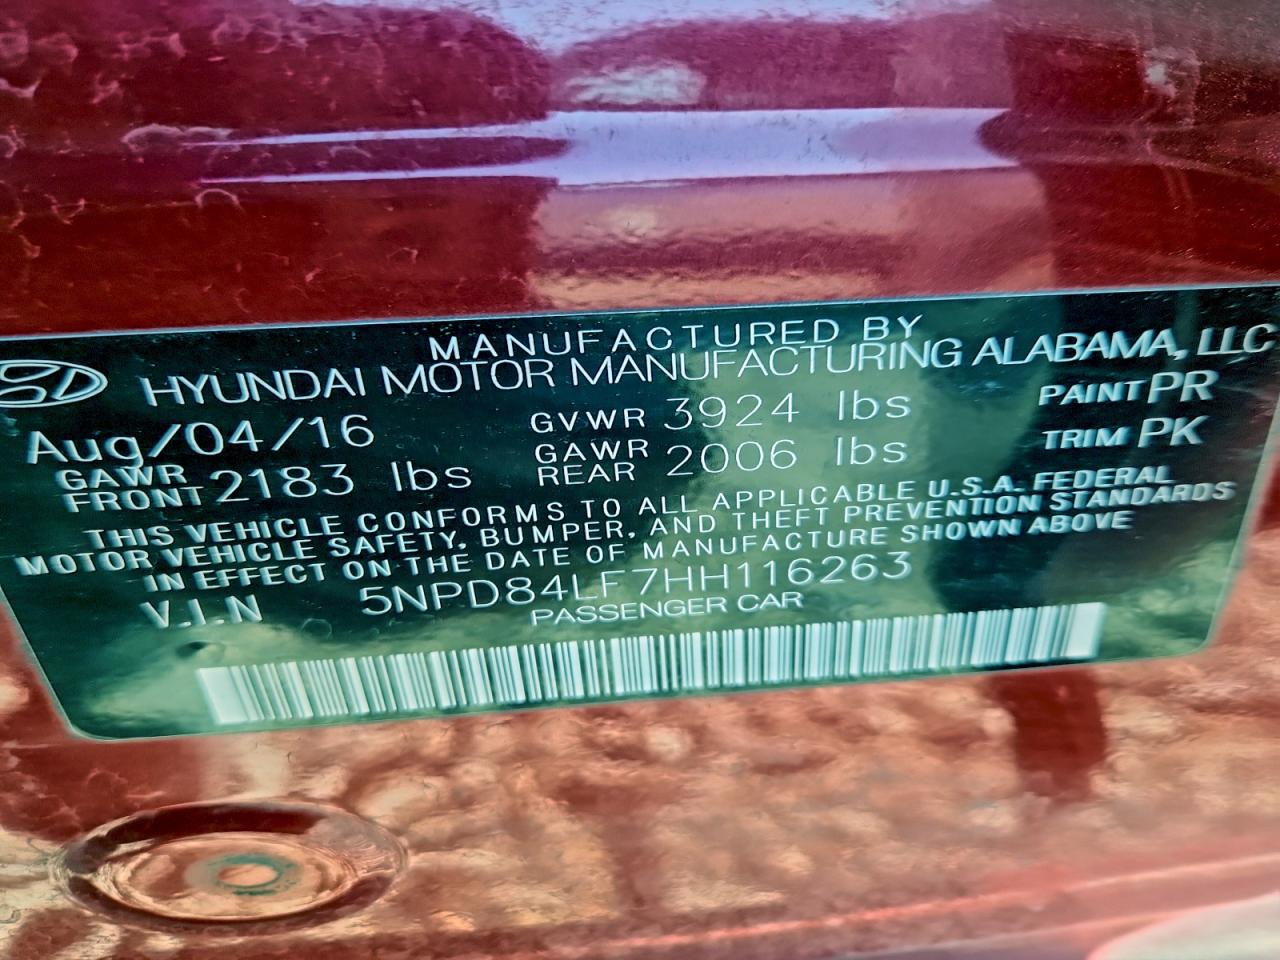 MANUFACTURED BY
HYUNDAI MOTOR MANUFACTURING ALABAMA, LLC
Aug/04/16 GVWR 3924 lbs PAINT PR
GAWR FRONT 2183 lbs GAWR REAR 2006 lbs TRIM PK
THIS VEHICLE CONFORMS TO ALL APPLICABLE U.S.A. FEDERAL
MOTOR VEHICLE SAFETY, BUMPER, AND THEFT PREVENTION STANDARDS
IN EFFECT ON THE DATE OF MANUFACTURE SHOWN ABOVE
V.I.N 5NPD84LF7HH116263
PASSENGER CAR